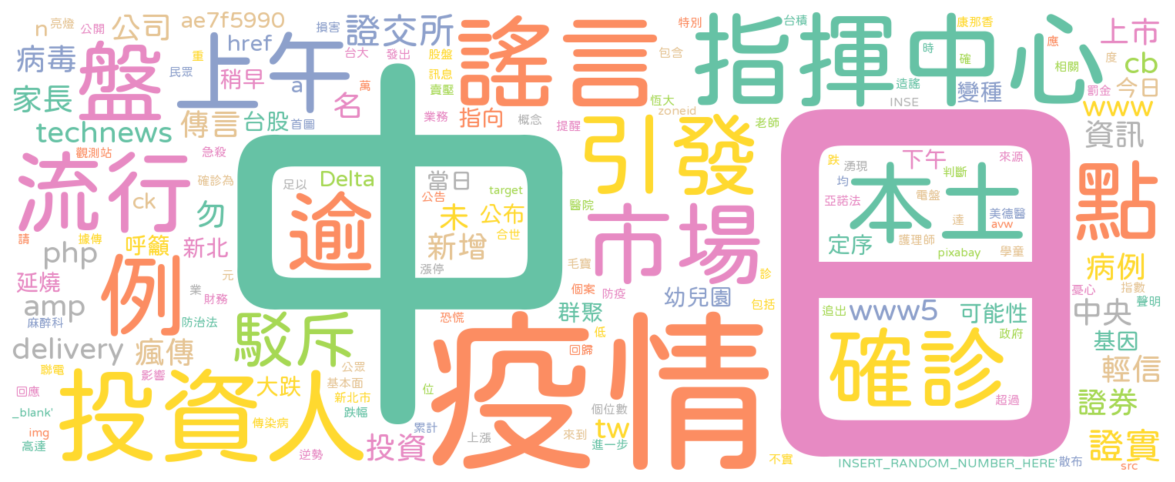 n 亮燈 公開 公司 ae7f5990 損害 證交所 股盤 謠言 特別 台積 康那香 應 上市
病毒 盤 上午 href 台大 發出 訊息 包含 指揮中心 時 確 相關 度 cb
家長 重 民眾 稍早 a 萬 賣壓 恆大 造謠 變種 罰金 今日
傳言 台股 首圖 名 業務 指向 概念 zoneid 提醒 老師 INSE www
technews 觀測站 急殺 引發 資訊
流行 確診為 足以 Delta 當日 target 醫院 跌 湧現 下午 判斷 來源
ck 勿 逾 公告 未 公布 合世 市場 均 本土 電盤 點
請 據傳 呼籲 新北 中 新增 毛寶 診 亞諾法 達 美德醫 avw
php 元 漲停 日 定序 護理師 pixabay 學童
延燒 例 業 財務 個案 防疫 幼兒園 包括 病例 憂心 指數
amp 麻醉科 防治法 恐慌 群聚 低 追出 www5 可能性 中央 聲明
delivery 瘋傳 駁斥 公眾 回歸 政府 基因
聯電 影響 大跌 基本面 疫情 確診 輕信
回應 投資人 新北市 位 個位數 超過 證券
_blank' 傳染病 跌幅 tw
img 累計 上漲 來到 進一步 證實
高達 逆勢 投資 不實 INSERT_RANDOM_NUMBER_HERE' 散布 src